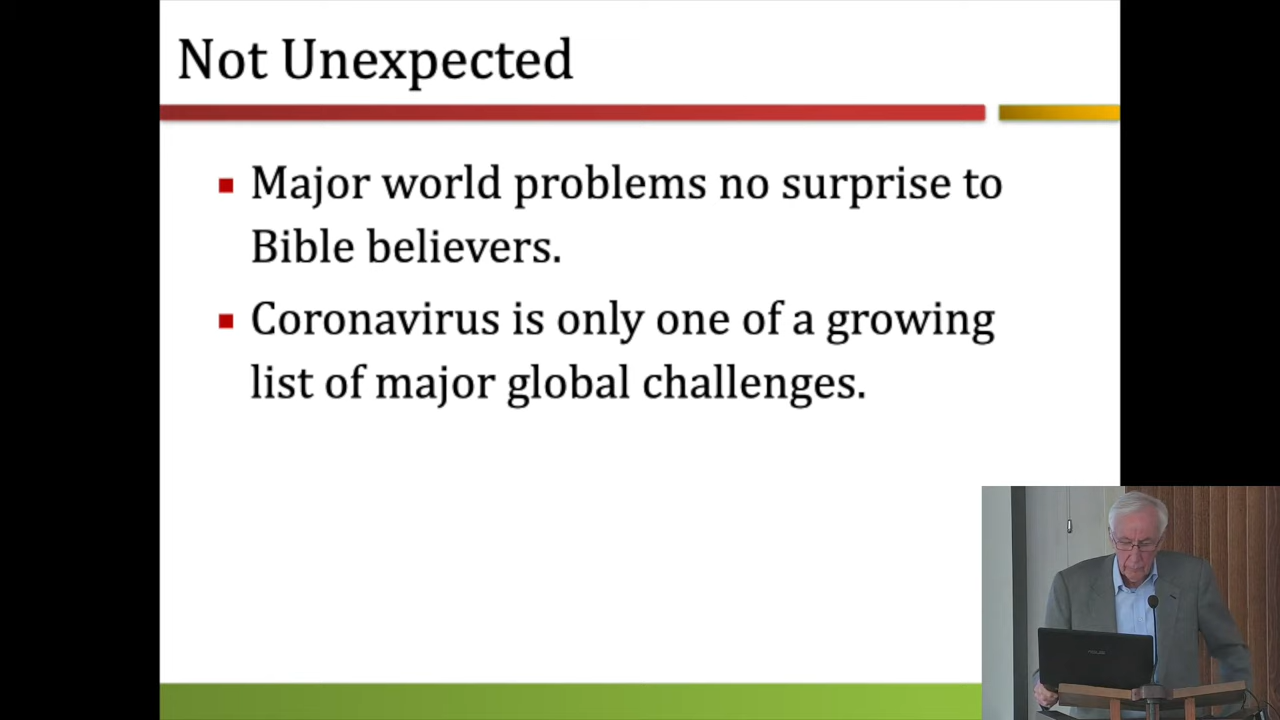 Not Unexpected
Major world problems no surprise to
Bible believers.
Coronavirus is only one of a growing
list of major global challenges.
ASUS